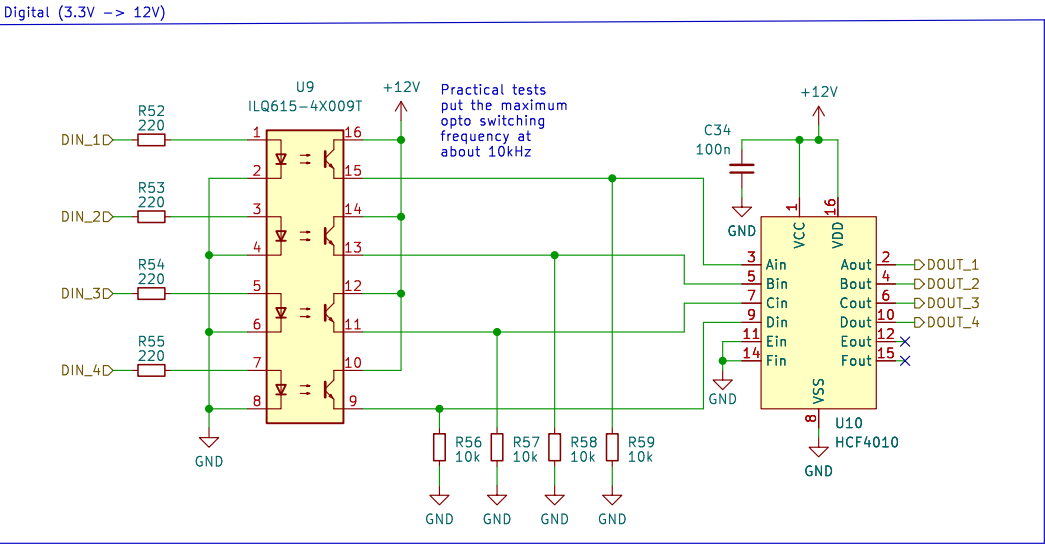 Digital (3.3V -> 12V)
U9
ILQ615-4X009T
+12V
Practical tests
put the maximum
opto switching
frequency at
about 10kHz
+12V
C34
100n
GND
R52
220
DIN_1
R53
220
DIN_2
R54
220
DIN_3
R55
220
DIN_4
1
2
3
4
5
6
7
8
16
15
14
13
12
11
10
9
GND
R56
10k
R57
10k
R58
10k
R59
10k
GND
GND
GND
GND
1
16
VCC
VDD
3
Ain
Aout
2
DOUT_1
5
Bin
Bout
4
DOUT_2
7
Cin
Cout
6
DOUT_3
9
Din
Dout
10
DOUT_4
11
Ein
Eout
12
14
Fin
Fout
15
GND
VSS
8
U10
HCF4010
GND